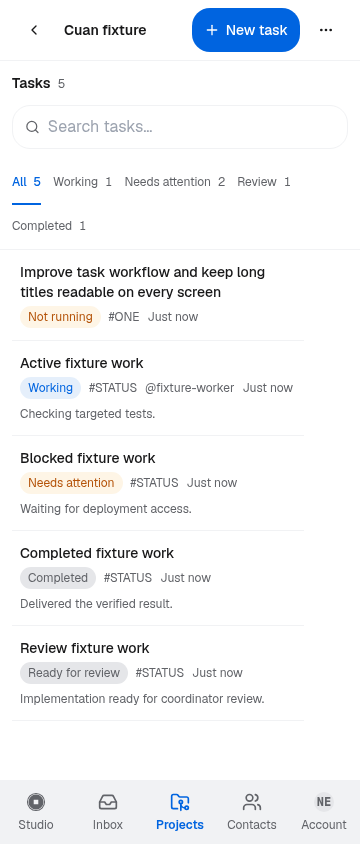 Cuan fixture
New task
Tasks 5
Search tasks...
All 5 Working 1 Needs attention 2 Review 1
Completed 1
Improve task workflow and keep long
titles readable on every screen
Not running #ONE Just now
Active fixture work
Working #STATUS @fixture-worker Just now
Checking targeted tests.
Blocked fixture work
Needs attention #STATUS Just now
Waiting for deployment access.
Completed fixture work
Completed #STATUS Just now
Delivered the verified result.
Review fixture work
Ready for review #STATUS Just now
Implementation ready for coordinator review.
NE
Studio Inbox Projects Contacts Account